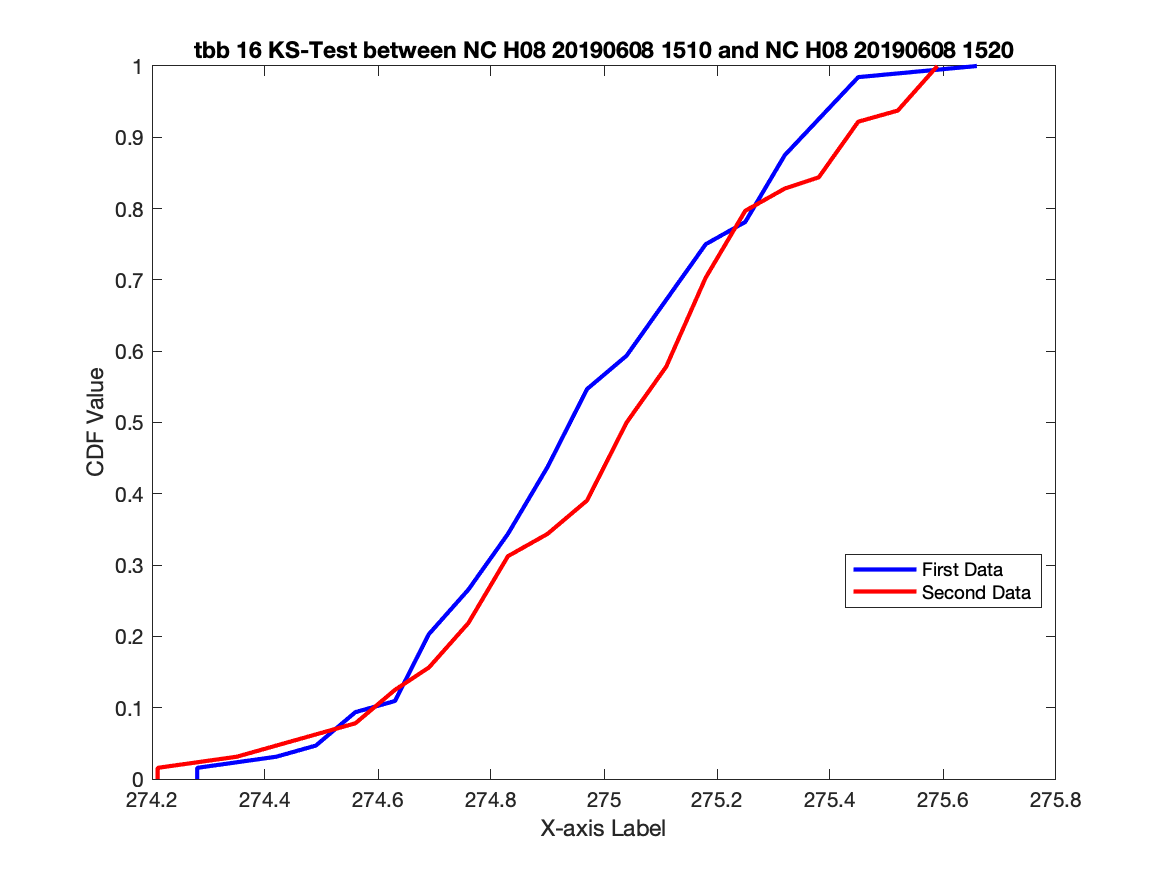 tbb 16 KS-Test between NC H08 20190608 1510 and NC H08 20190608 1520
1
0.9
0.8
0.7
0.6
0.5
0.4
0.3
0.2
0.1
0
CDF Value
First Data
Second Data
274.2 274.4 274.6 274.8 275 275.2 275.4 275.6 275.8
X-axis Label